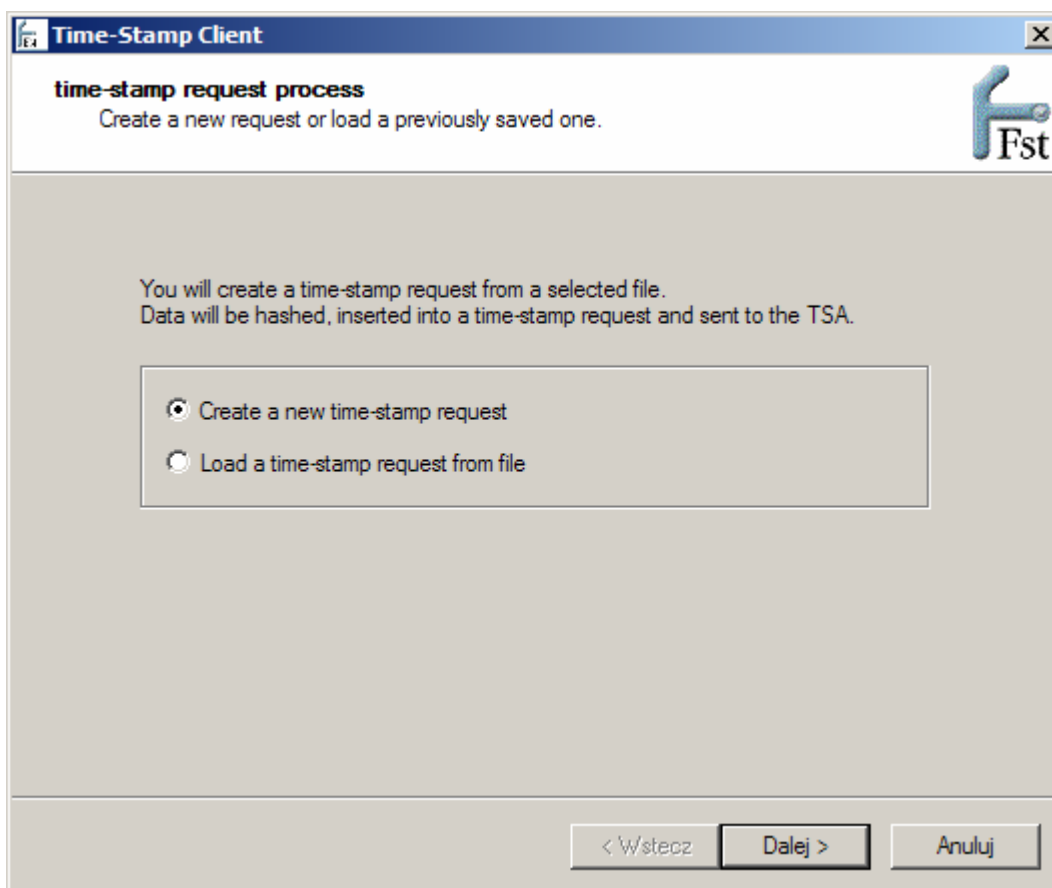 Time-Stamp Client
time-stamp request process
Create a new request or load a previously saved one.
Fst
You will create a time-stamp request from a selected file.
Data will be hashed, inserted into a time-stamp request and sent to the TSA.
Create a new time-stamp request
Load a time-stamp request from file
< Wstecz
Dalej >
Anuluj